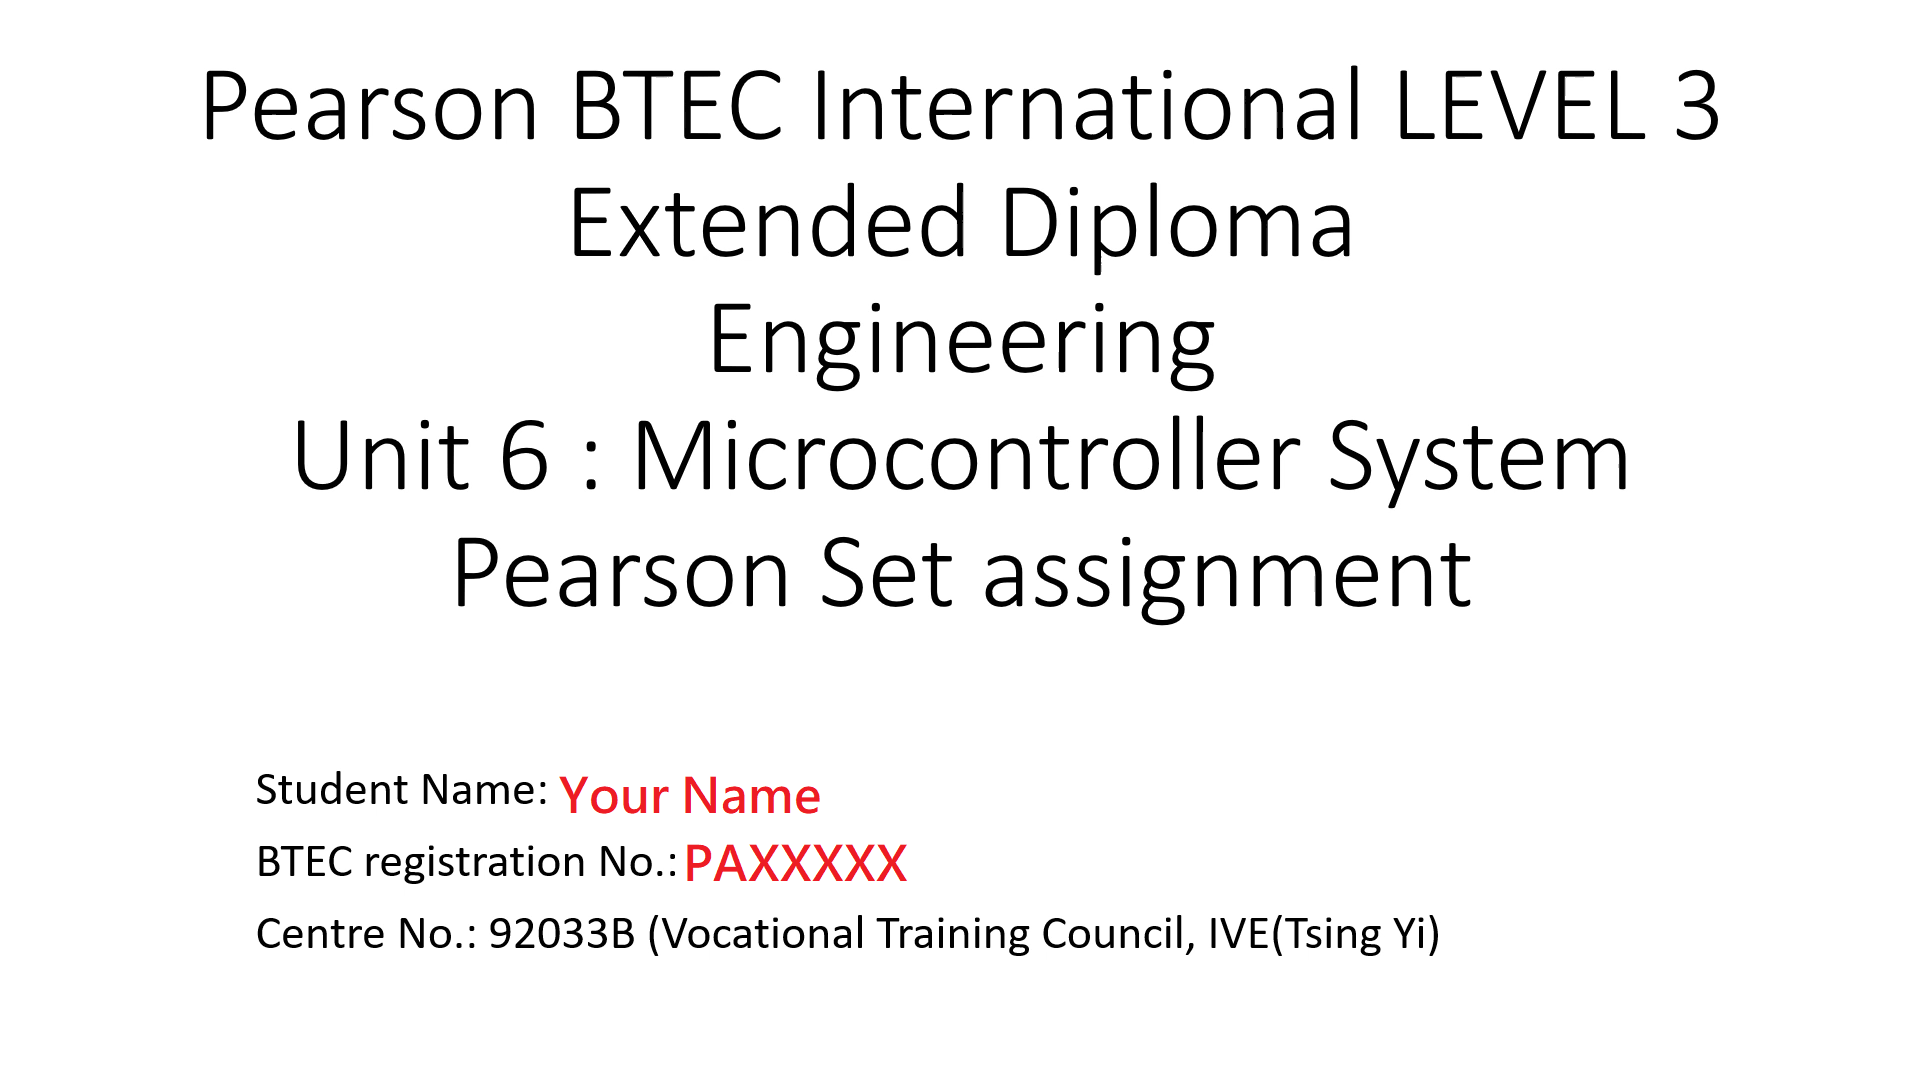 Pearson BTEC International LEVEL 3
Extended Diploma
Engineering
Unit 6 : Microcontroller System
Pearson Set assignment
Student Name: Your Name
BTEC registration No.: PAXXXXX
Centre No.: 92033B (Vocational Training Council, IVE(Tsing Yi)